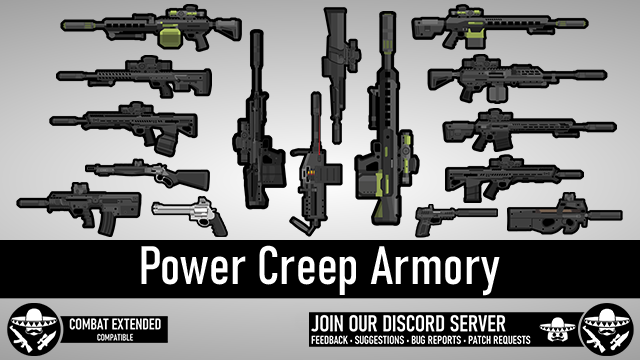 Power Creep Armory
COMBAT EXTENDED
COMPATIBLE
JOIN OUR DISCORD SERVER
FEEDBACK · SUGGESTIONS · BUG REPORTS · PATCH REQUESTS